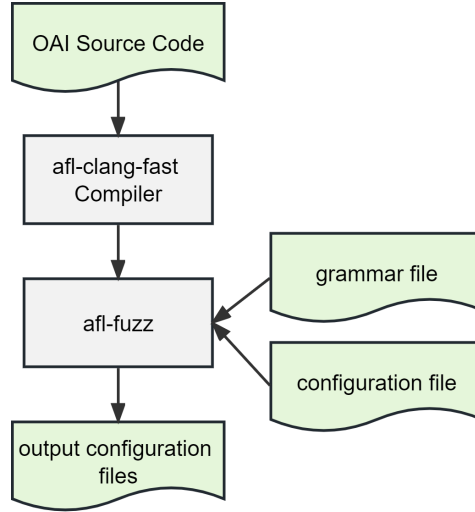 OAI Source Code
afl-clang-fast
Compiler
grammar file
afl-fuzz
configuration file
output configuration
files